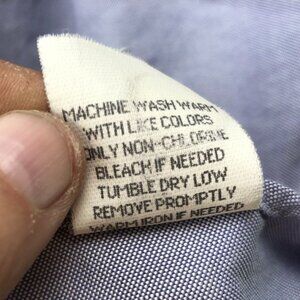 MACHINE WASH WARM
WITH LIKE COLORS
ONLY NON-CHLORINE
BLEACH IF NEEDED
TUMBLE DRY LOW
REMOVE PROMPTLY
WARM IRON IF NEEDED